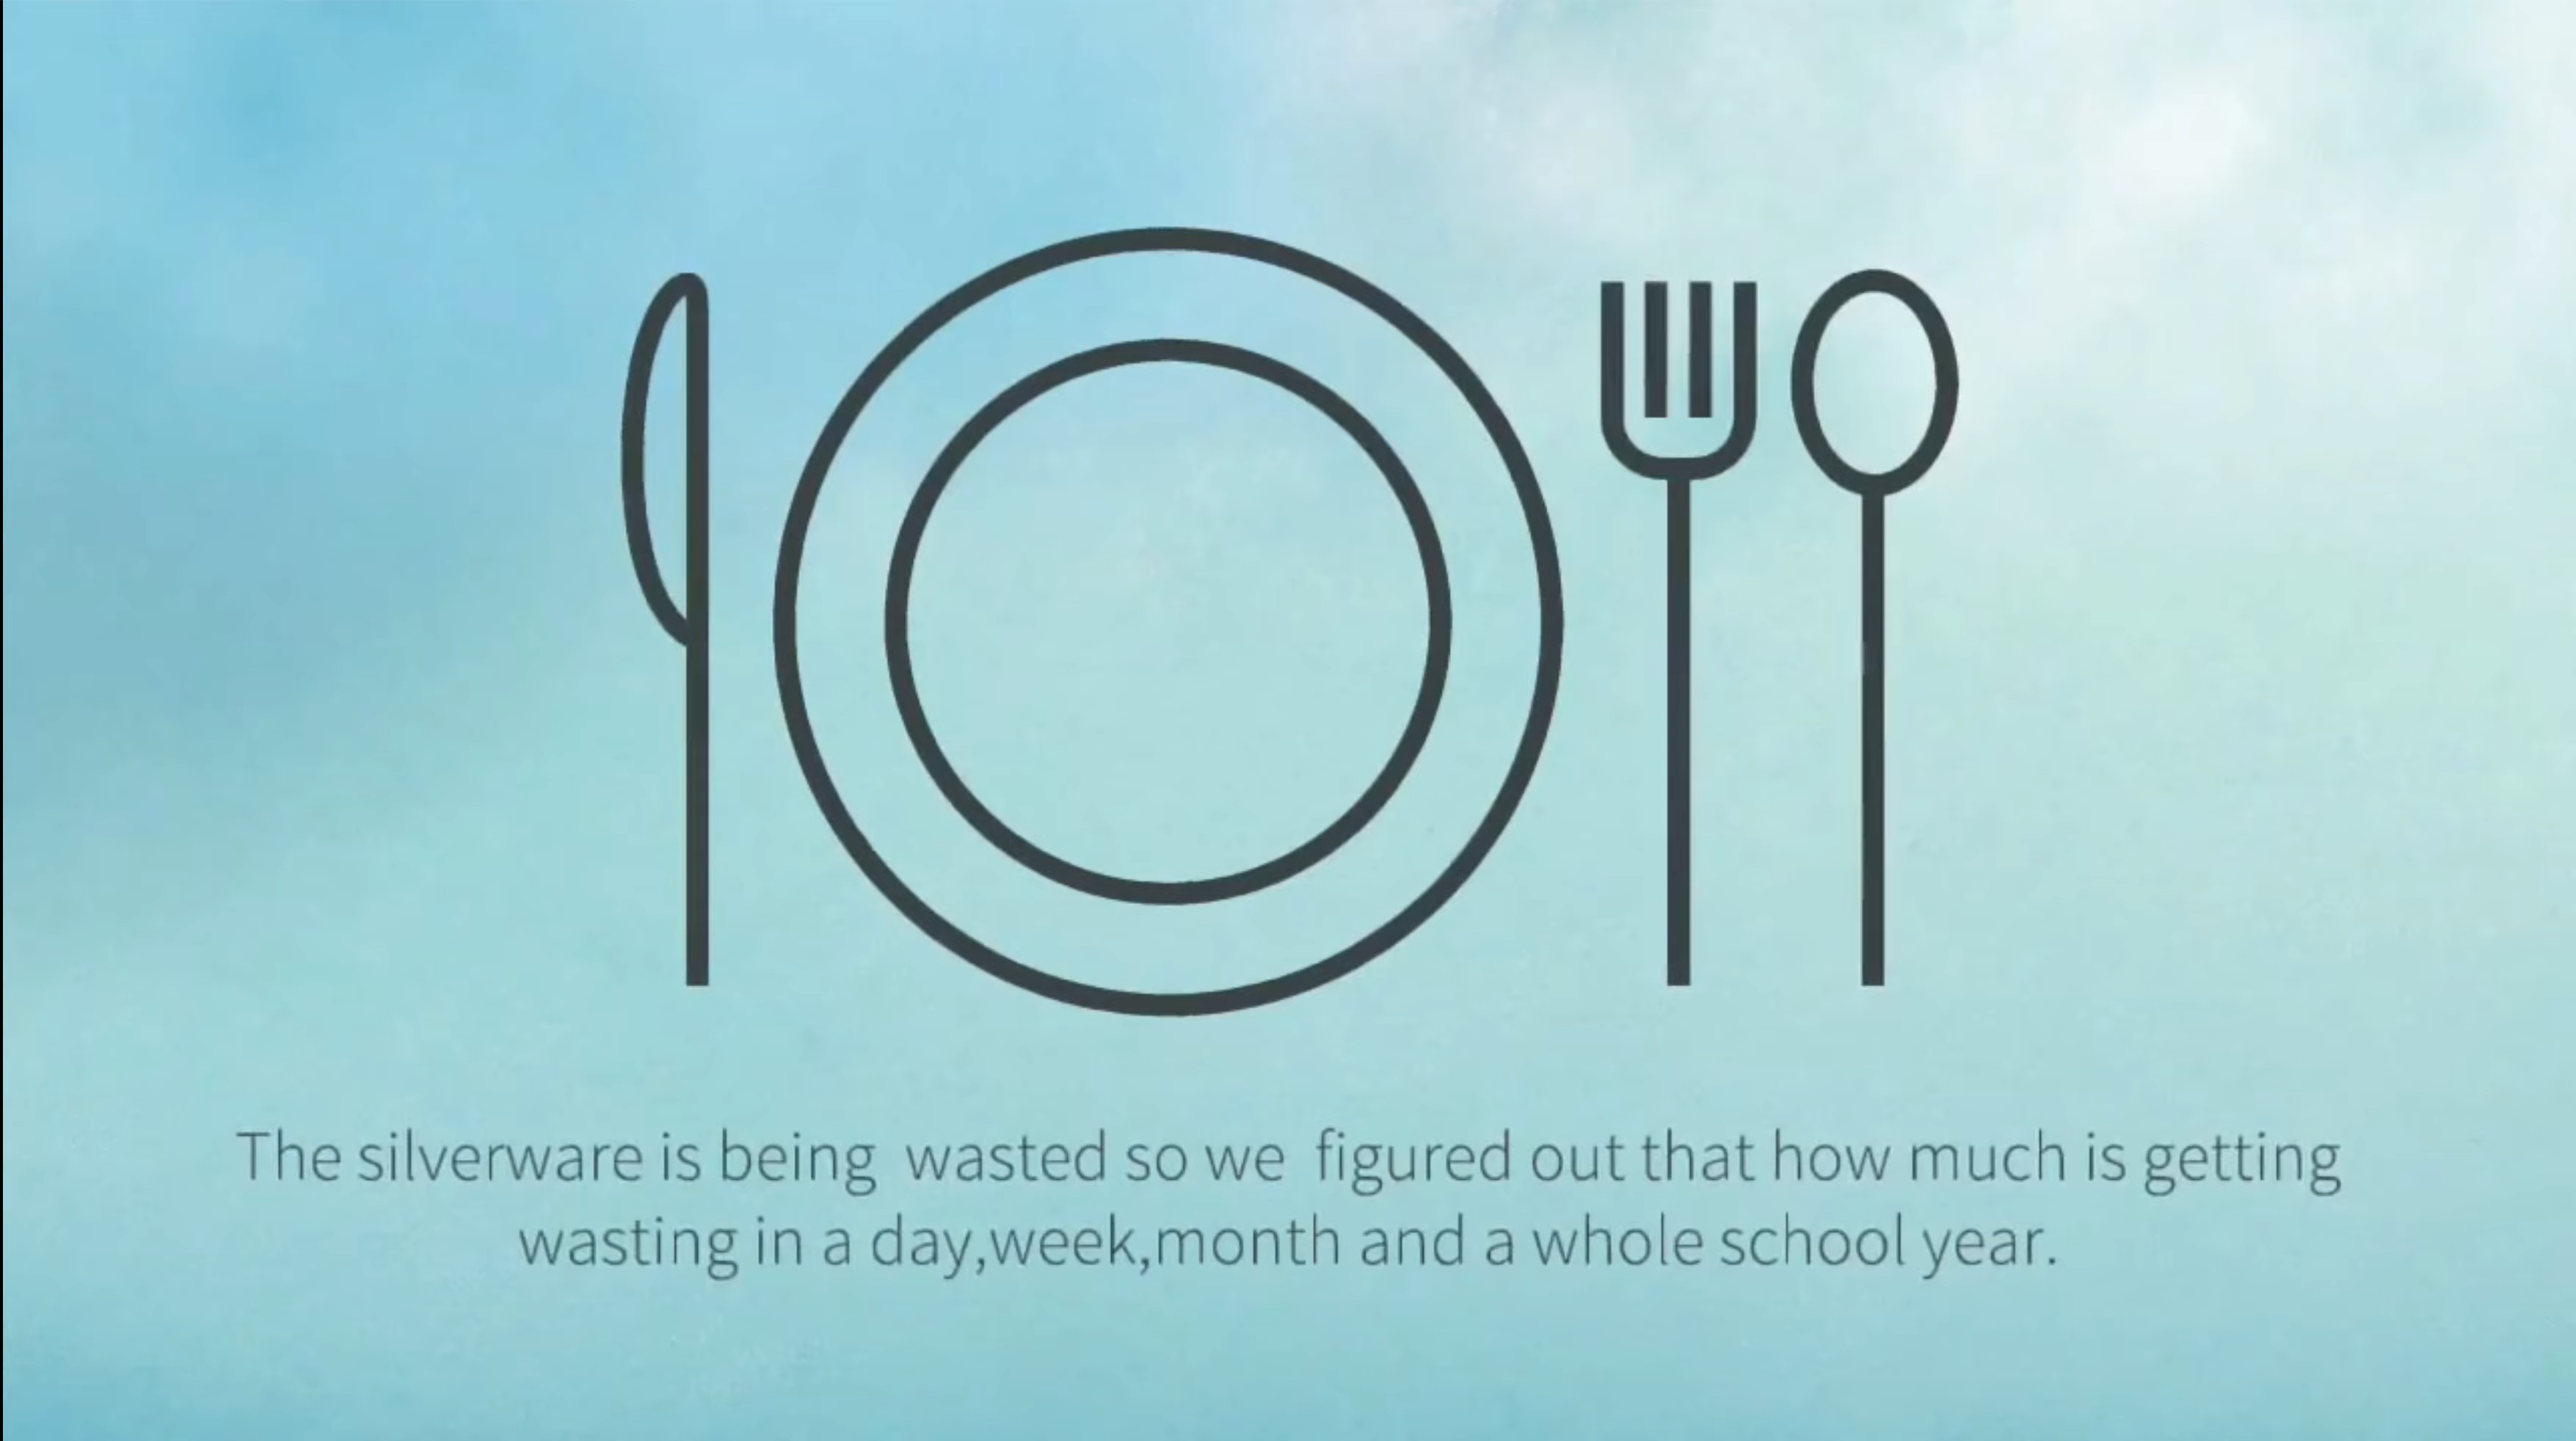 The silverware is being  wasted so we  figured out that how much is getting
wasting in a day,week,month and a whole school year.